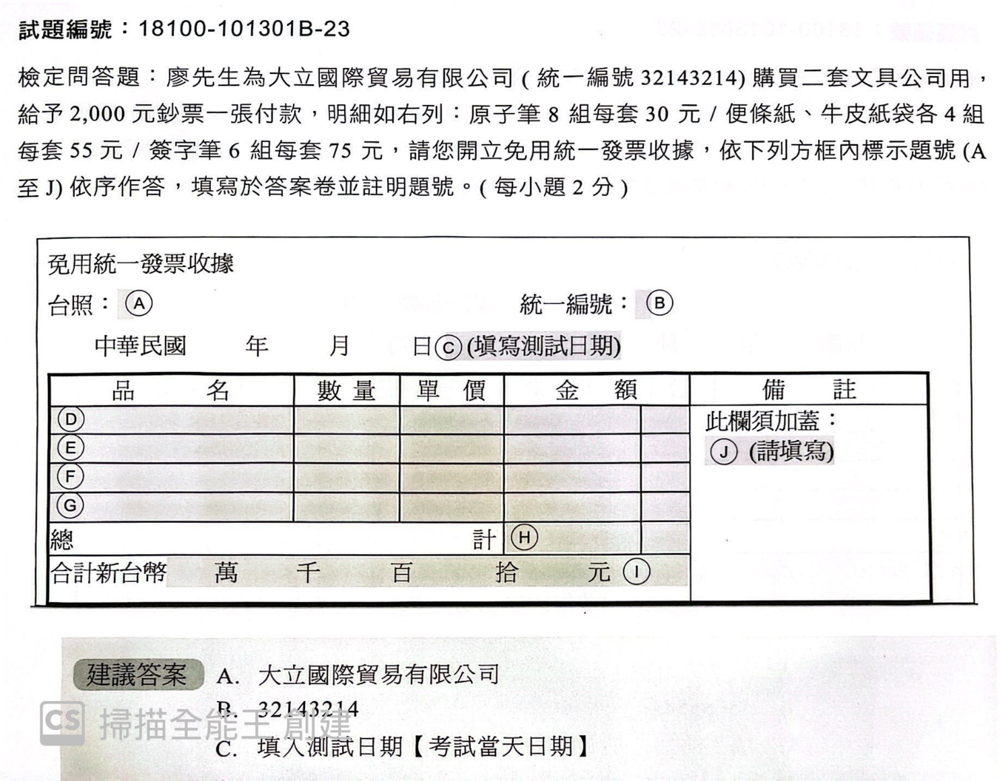 試題編號：18100-101301B-23
檢定問答題：廖先生為大立國際貿易有限公司(統一編號 32143214)購買二套文具公司用，
給予 2,000 元鈔票一張付款，明細如右列：原子筆 8 組每套 30 元 / 便條紙、牛皮紙袋各 4 組
每套 55 元 / 簽字筆 6 組每套 75 元，請您開立免用統一發票收據，依下列方框內標示題號 (A
至 J) 依序作答，填寫於答案卷並註明題號。(每小題 2 分)
免用統一發票收據
台照：Ⓐ 統一編號：Ⓑ
中華民國 年 月 日Ⓒ(填寫測試日期)
品 名 數 量 單 價 金 額 備 註
Ⓓ 此欄須加蓋：
Ⓔ Ⓙ (請填寫)
Ⓕ
Ⓖ
總 計 Ⓗ
合計新台幣 萬 千 百 拾 元 Ⓘ
建議答案 A. 大立國際貿易有限公司
B. 32143214
CS 掃描全能王 創建
C. 填入測試日期【考試當天日期】